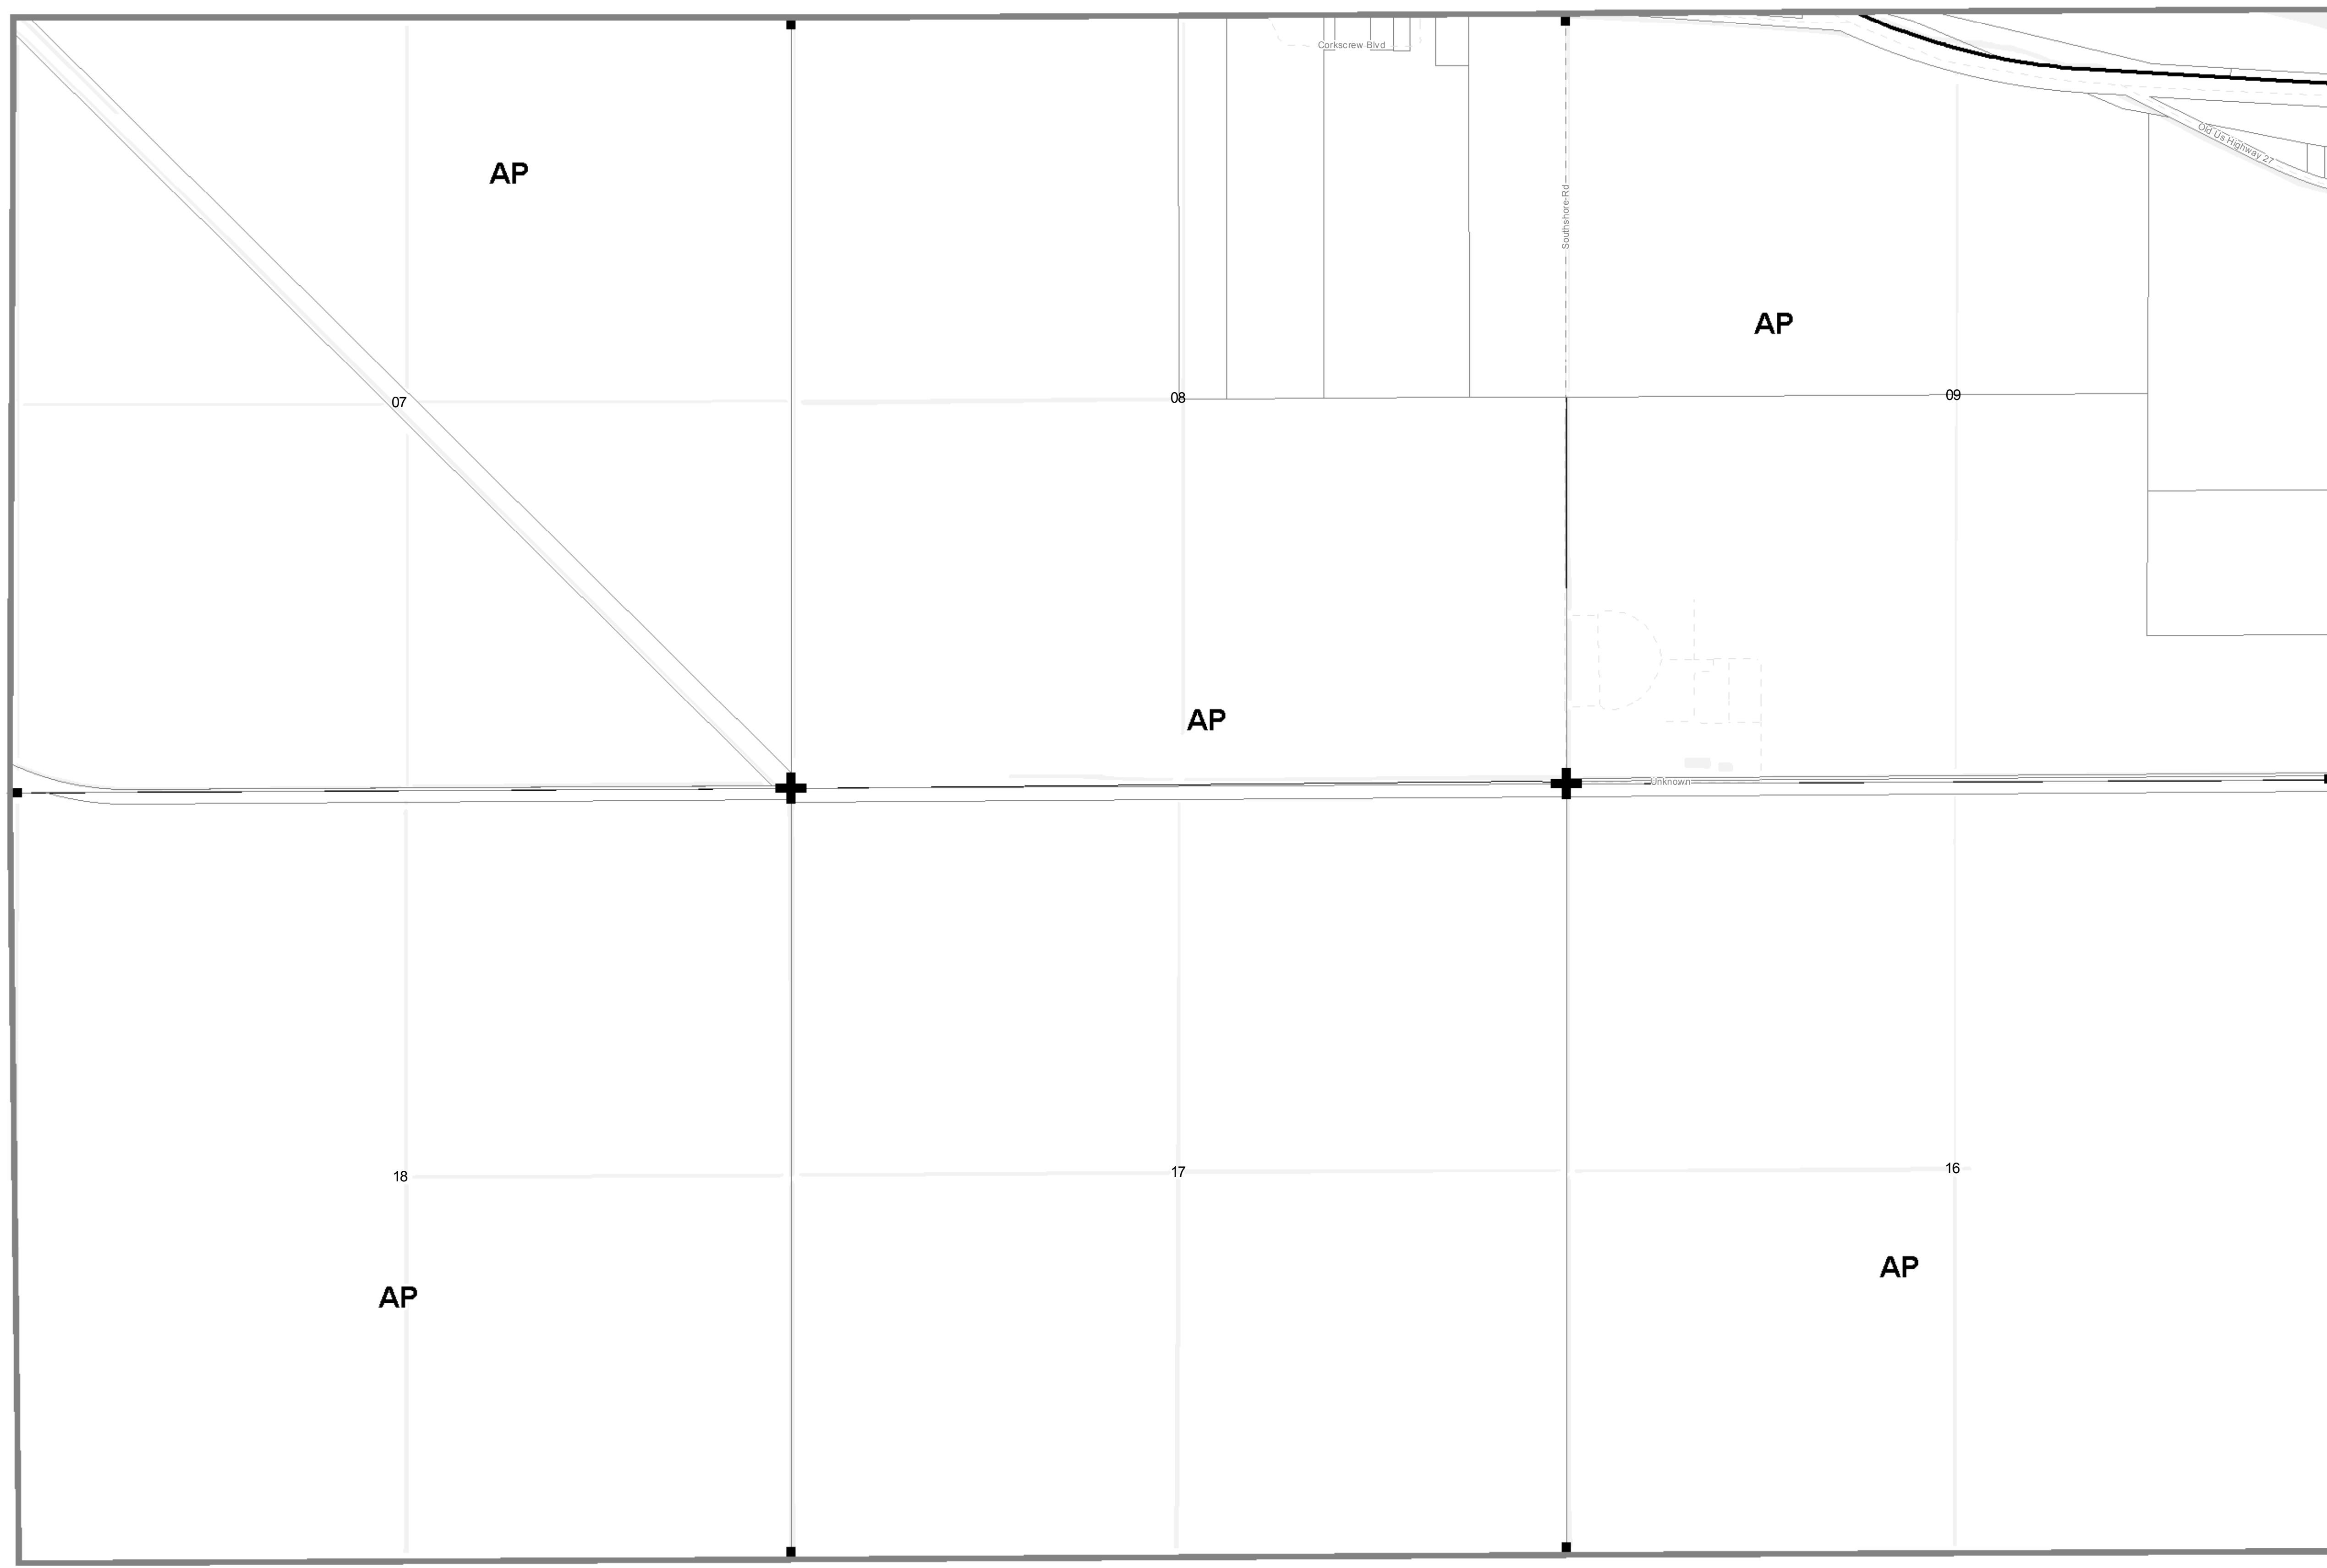 Corkscrew Blvd
Old Us Highway 27
AP
Southshore Rd
AP
07
08
09
AP
Unknown
18
17
16
AP
AP